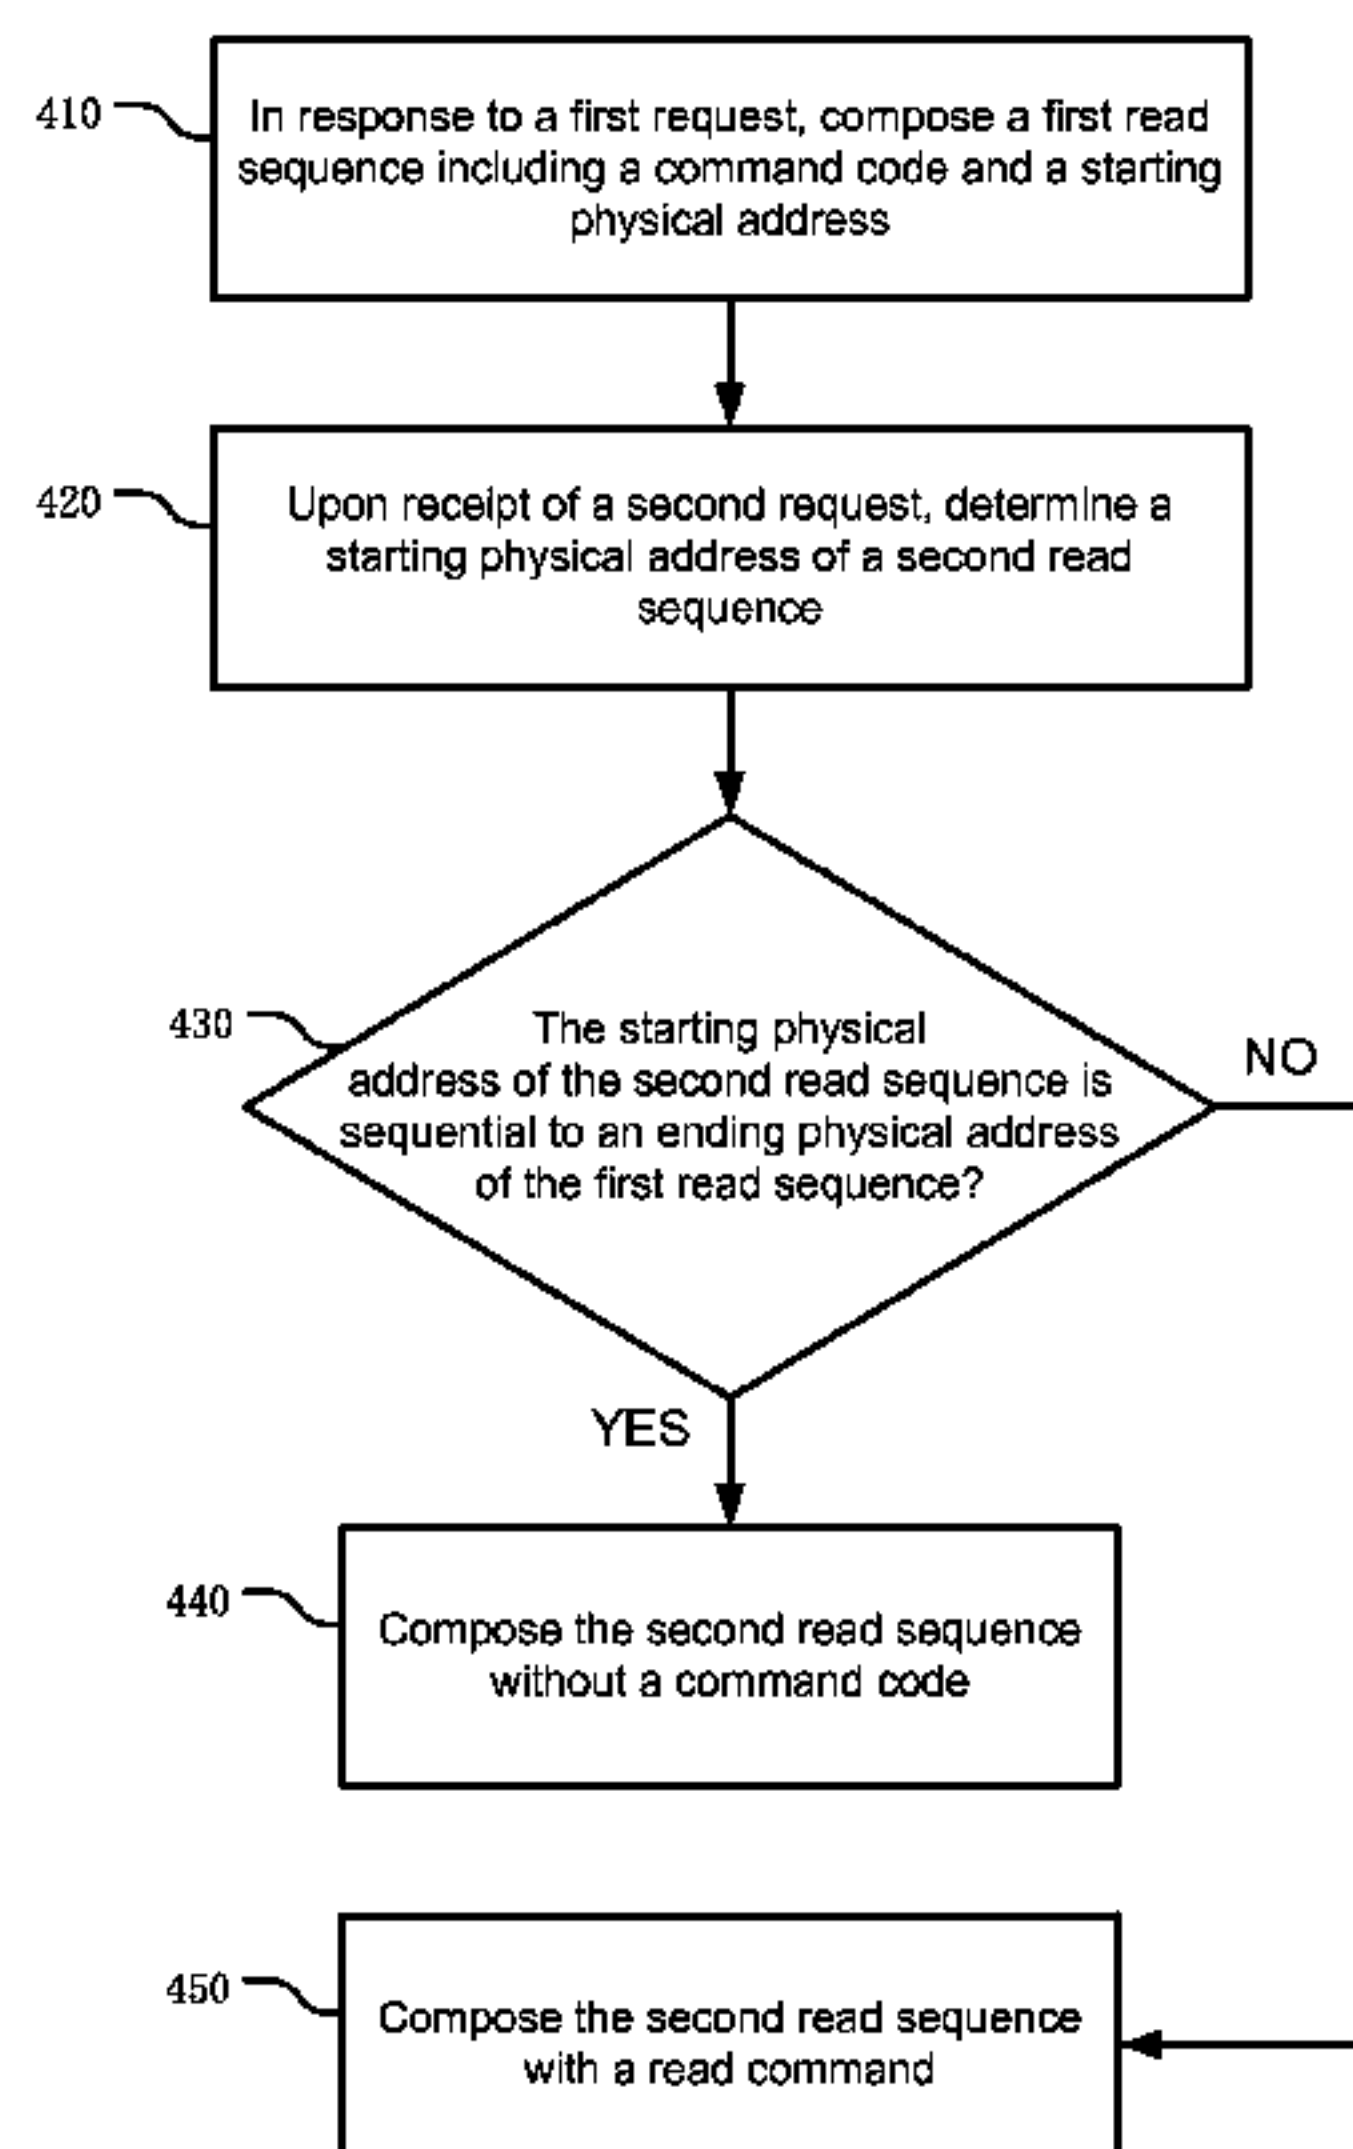 410
In response to a first request, compose a first read
sequence including a command code and a starting
physical address
420
Upon receipt of a second request, determine a
starting physical address of a second read
sequence
430
The starting physical
address of the second read sequence is
sequential to an ending physical address
of the first read sequence?
NO
YES
440
Compose the second read sequence
without a command code
450
Compose the second read sequence
with a read command